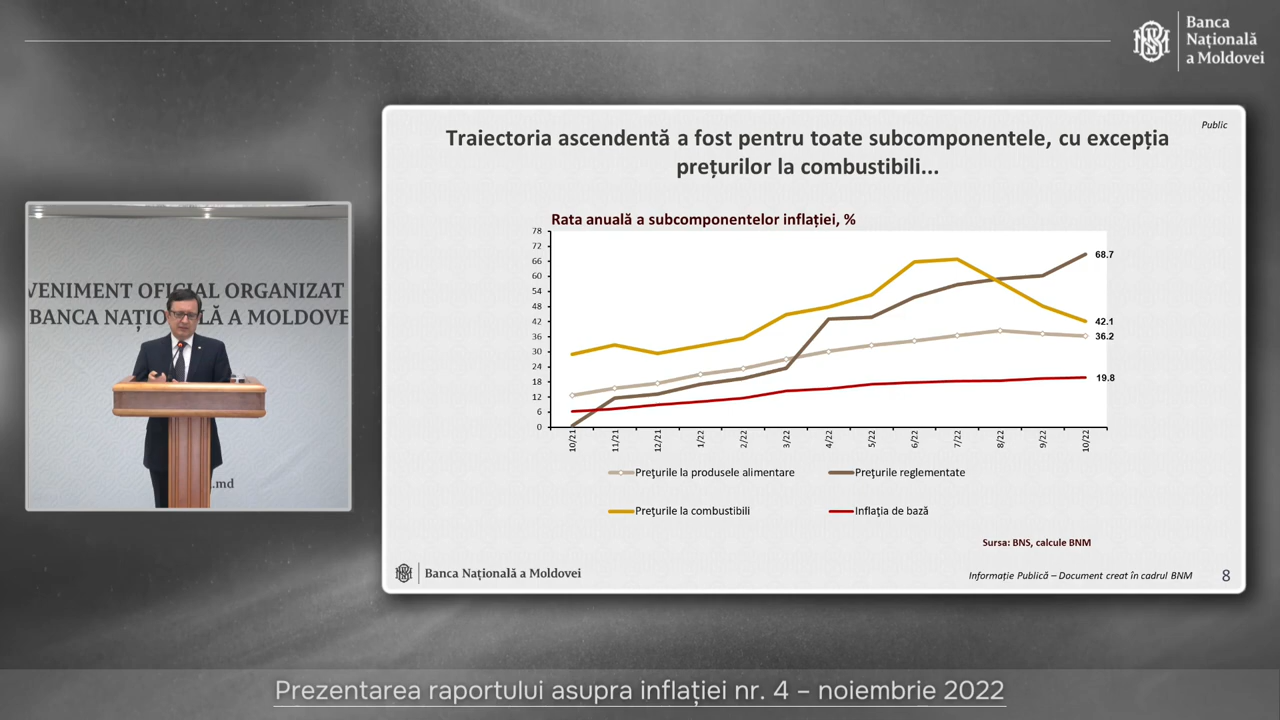 Banca
Națională
a Moldovei
Public
Traiectoria ascendentă a fost pentru toate subcomponentele, cu excepția
prețurilor la combustibili...
Rata anuală a subcomponentelor inflației, %
78
72
66
60
54
48
42
36
30
24
18
12
6
0
68.7
42.1
36.2
19.8
10/21
11/21
12/21
1/22
2/22
3/22
4/22
5/22
6/22
7/22
8/22
9/22
10/22
Prețurile la produsele alimentare
Prețurile reglementate
Prețurile la combustibili
Inflația de bază
Sursa: BNS, calcule BNM
Banca Națională a Moldovei
Informație Publică – Document creat în cadrul BNM
8
VENIMENT OFICIAL ORGANIZAT
BANCA NAȚIO LĂ A MOLDOVE
.md
Prezentarea raportului asupra inflației nr. 4 – noiembrie 2022